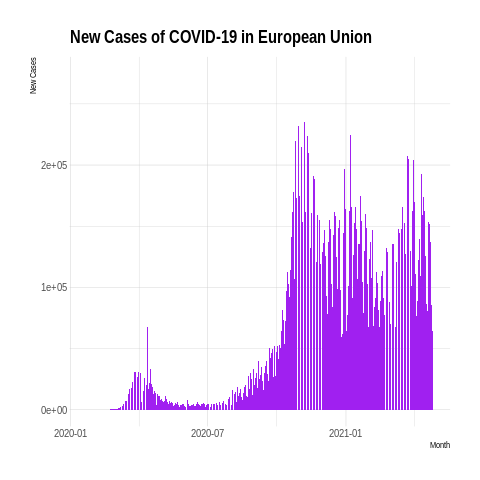 New Cases of COVID-19 in European Union
New Cases
2e+05
1e+05
0e+00
2020-01
2020-07
2021-01
Month